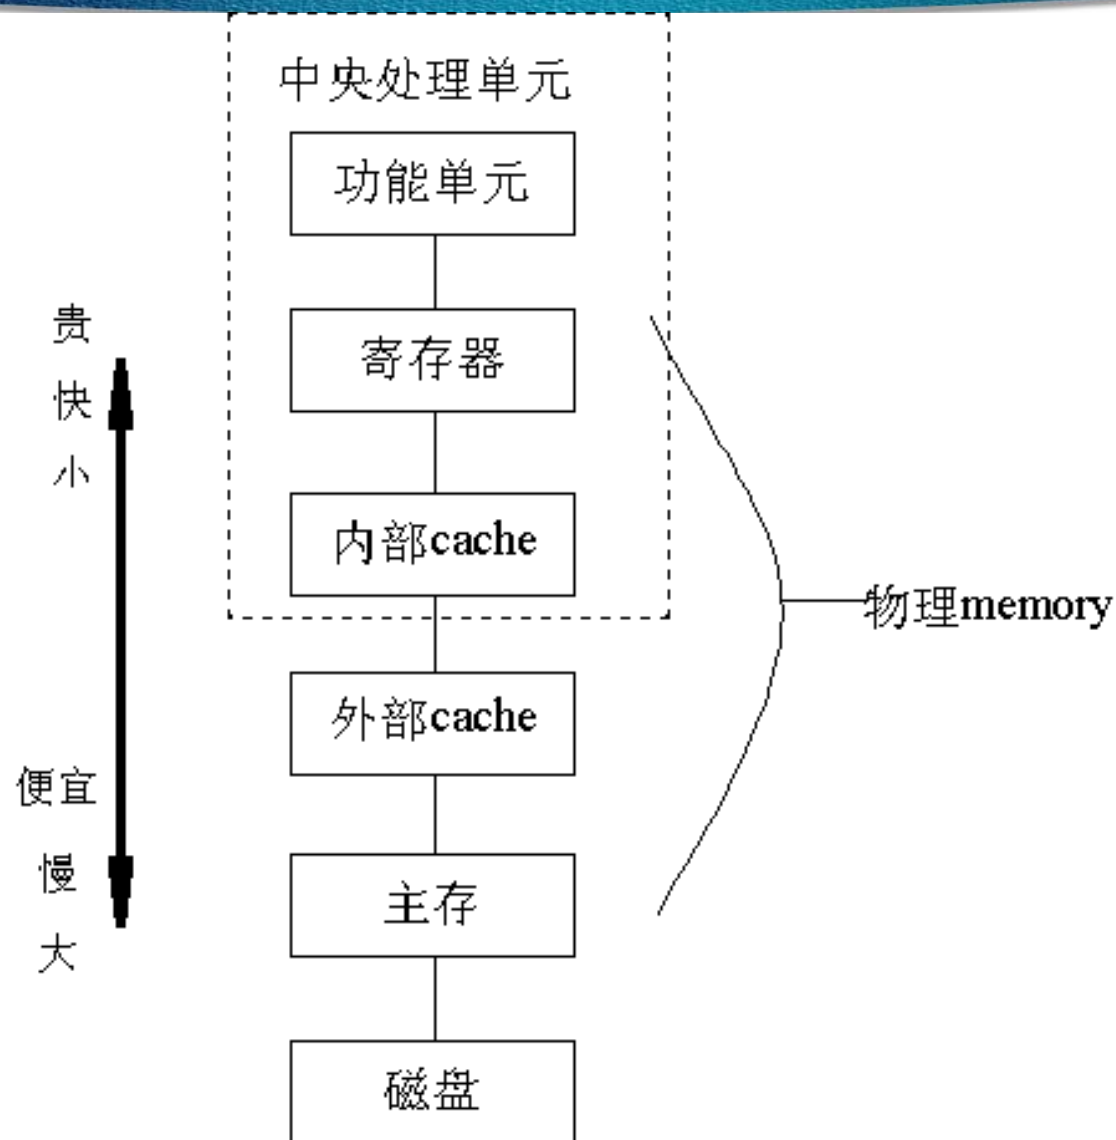 中央处理单元
功能单元
贵
寄存器
快
小
内部cache
物理memory
外部cache
便宜
慢
主存
大
磁盘